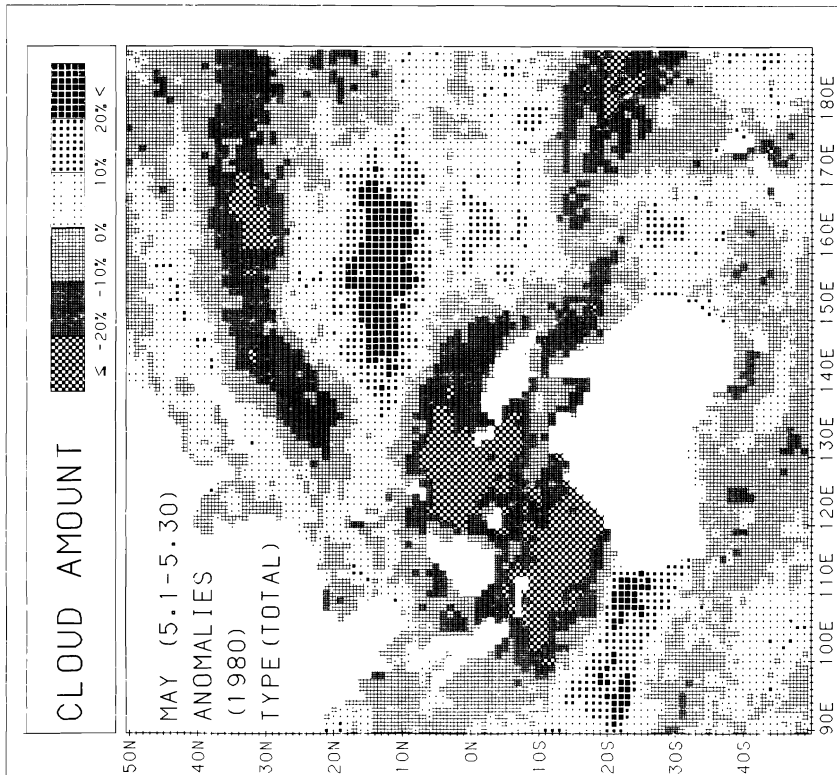 CLOUD AMOUNT
≤ -20% -10% 0% 10% 20% <
MAY (5.1-5.30)
ANOMALIES
(1980)
TYPE(TOTAL)
50N
40N
30N
20N
10N
0N
10S
20S
30S
40S
90E 100E 110E 120E 130E 140E 150E 160E 170E 180E